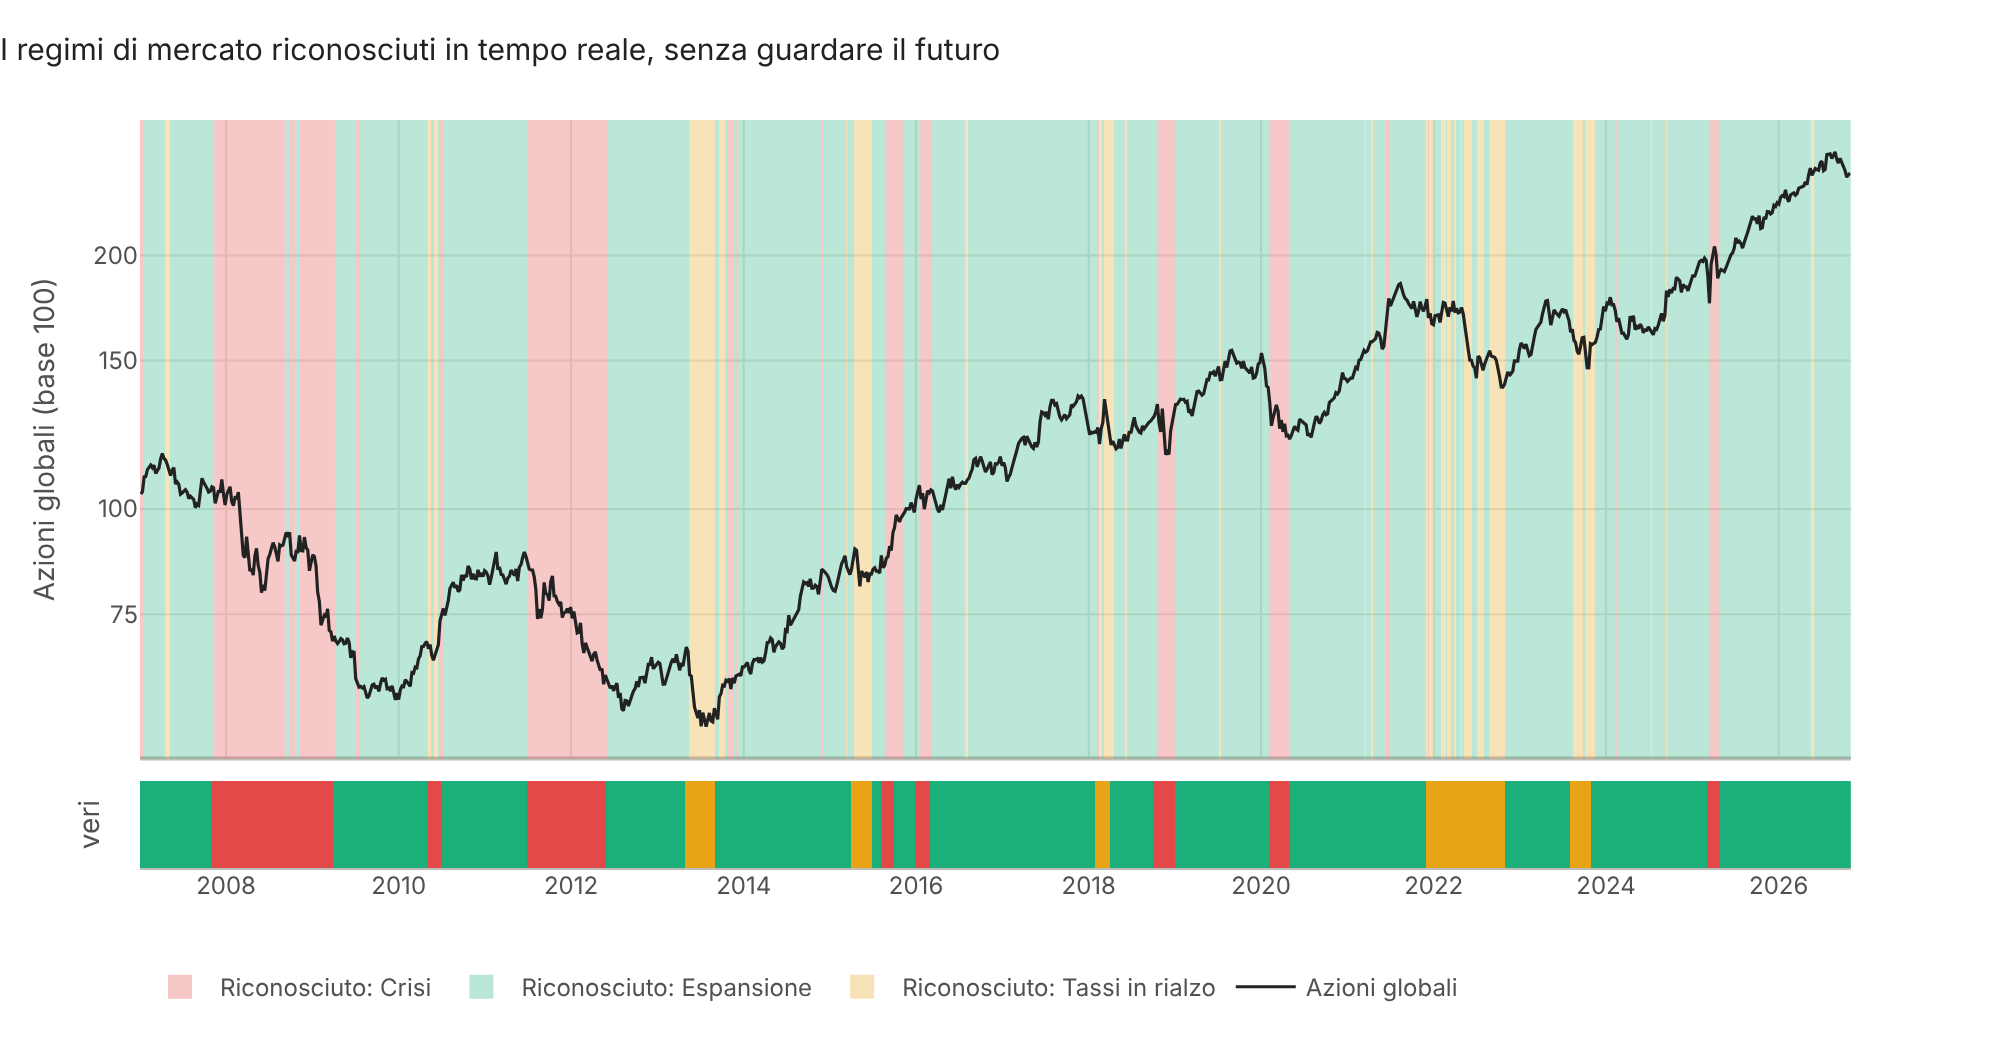 I regimi di mercato riconosciuti in tempo reale, senza guardare il futuro
Azioni globali (base 100)
200
150
100
75
veri
2008 2010 2012 2014 2016 2018 2020 2022 2024 2026
Riconosciuto: Crisi Riconosciuto: Espansione Riconosciuto: Tassi in rialzo Azioni globali